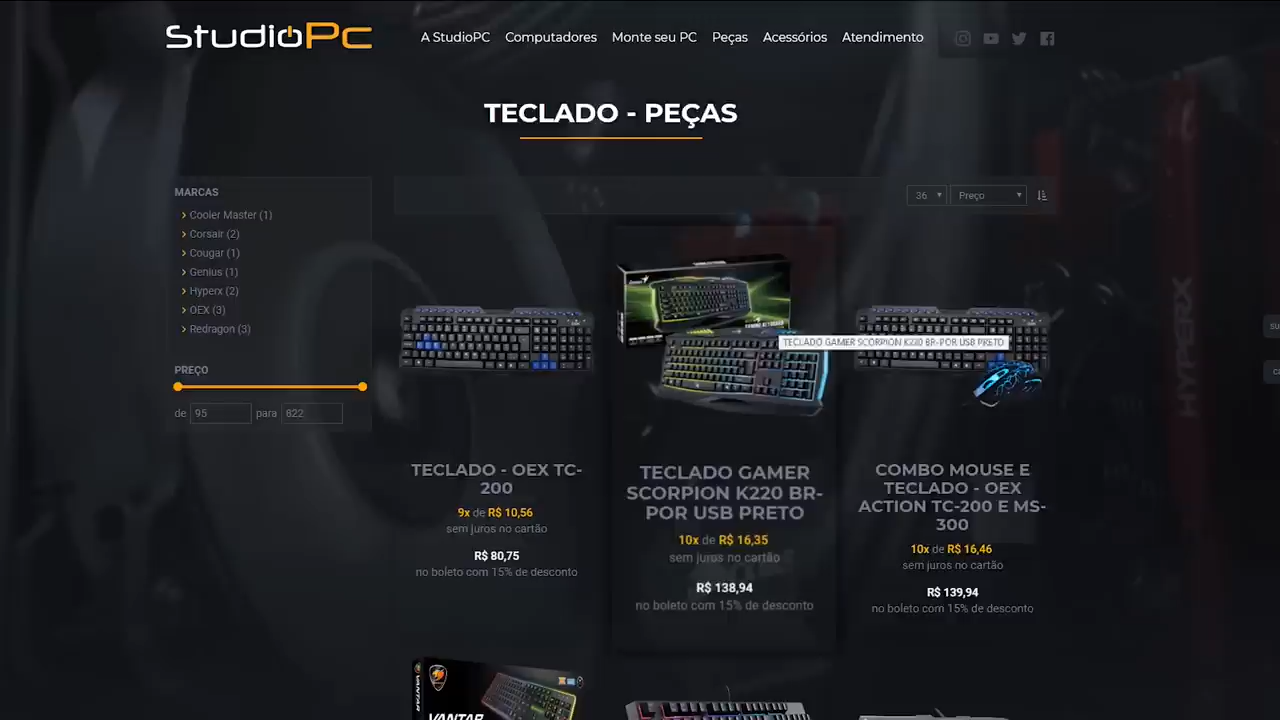 StudioPc
A StudioPC
Computadores
Monte seu PC
Peças
Acessórios
Atendimento
TECLADO - PEÇAS
MARCAS
Cooler Master (1)
Corsair (2)
Cougar (1)
Genius (1)
Hyperx (2)
OEX (3)
Redragon (3)
PREÇO
de 95 para 822
36
Preço
TECLADO GAMER SCORPION K220 BR-POR USB PRETO
TECLADO - OEX TC-
200
9x de R$ 10,56
sem juros no cartão
R$ 80,75
no boleto com 15% de desconto
TECLADO GAMER
SCORPION K220 BR-
POR USB PRETO
10x de R$ 16,35
sem juros no cartão
R$ 138,94
no boleto com 15% de desconto
COMBO MOUSE E
TECLADO - OEX
ACTION TC-200 E MS-
300
10x de R$ 16,46
sem juros no cartão
R$ 139,94
no boleto com 15% de desconto
HYPERX
VANTAR